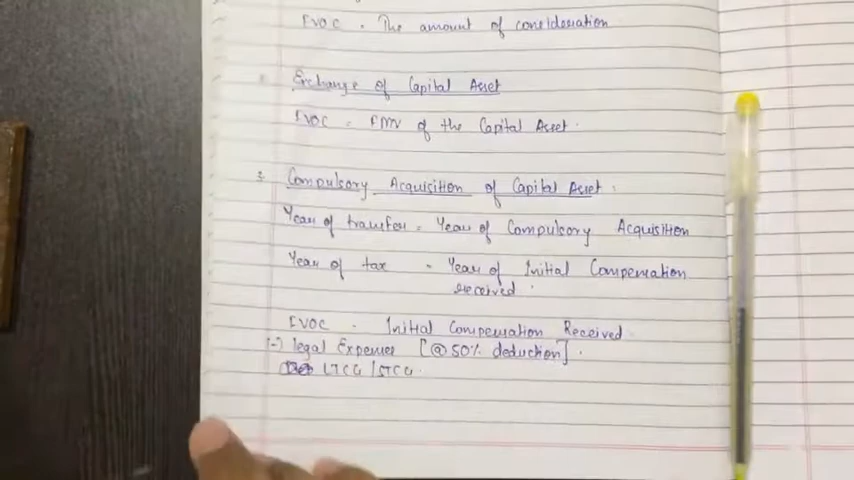 FVOC = The amount of consideration
Exchange of Capital Asset
FVOC = FMV of the Capital Asset.
3. Compulsory Acquisition of Capital Asset.
Year of transfer = Year of Compulsory Acquisition
Year of tax = Year of Initial Compensation
received.
FVOC = Initial Compensation Received
(-) legal Expenses [@ 50% deduction].
LTCG / STCG.